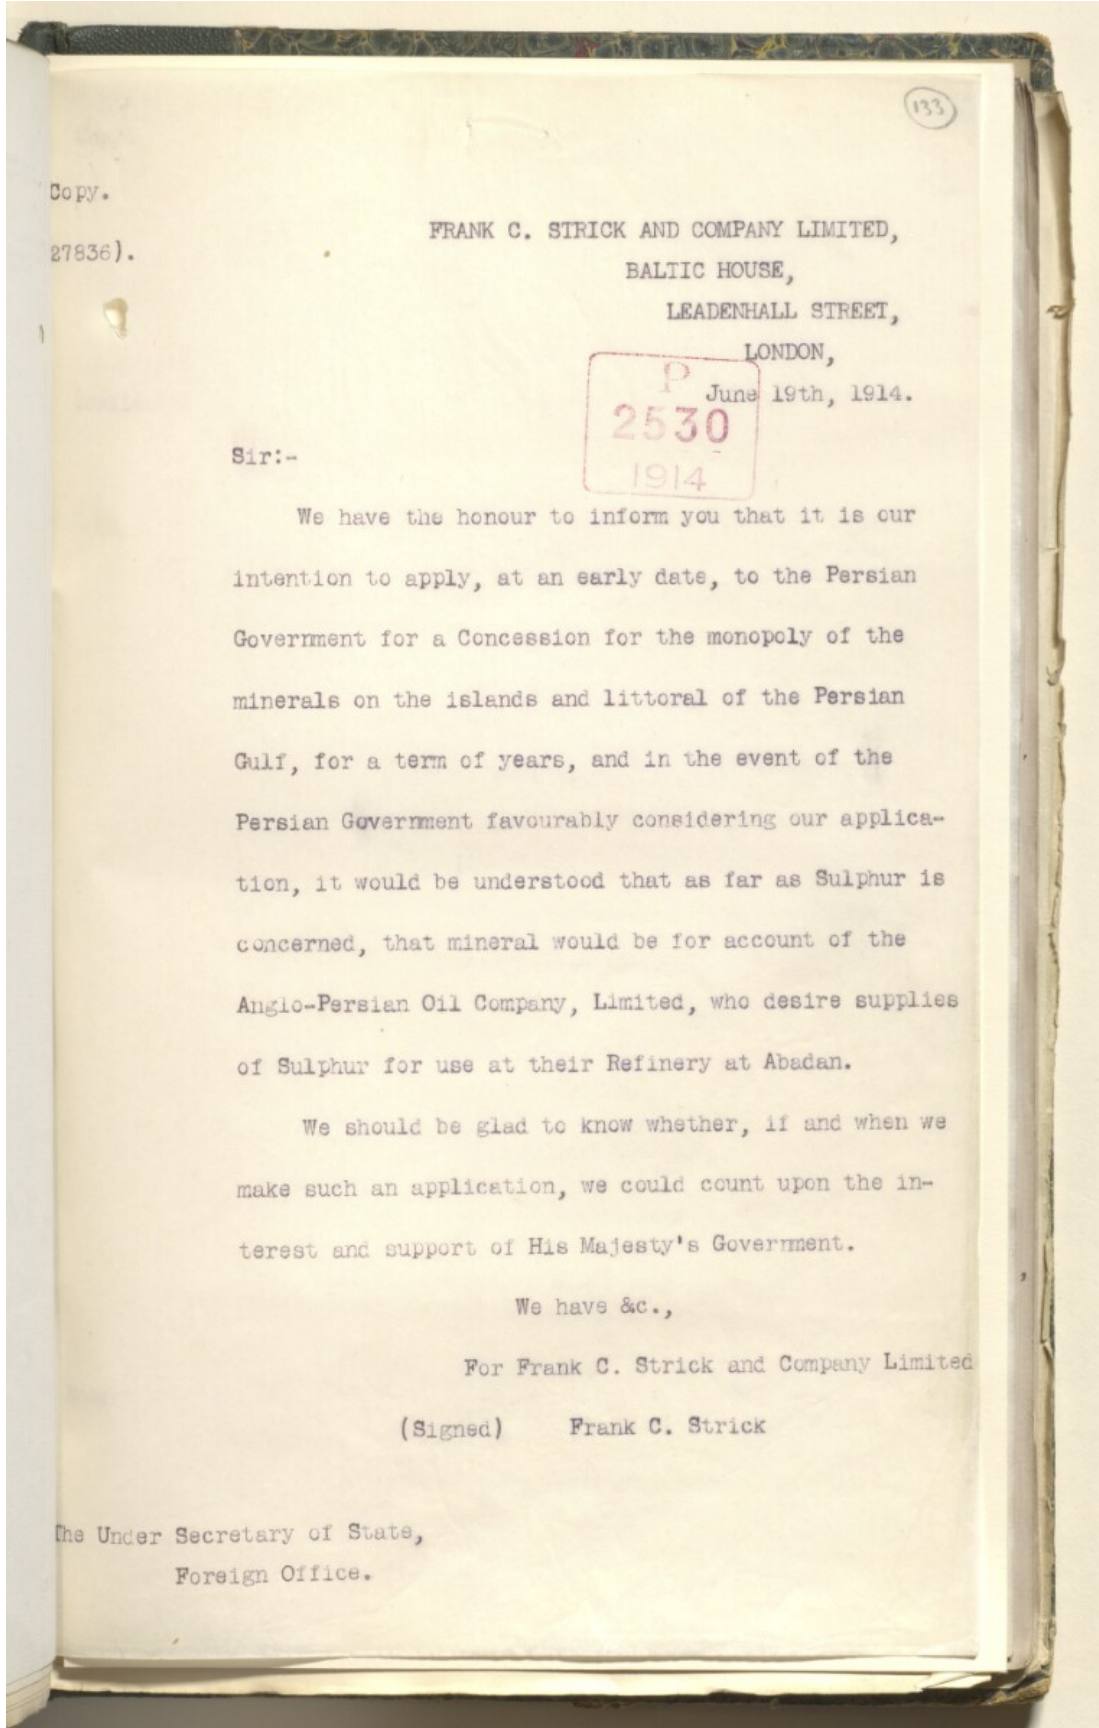 133
Copy.
27836).
FRANK C. STRICK AND COMPANY LIMITED,
BALTIC HOUSE,
LEADENHALL STREET,
LONDON,
June 19th, 1914.
P
2530
1914
Sir:-
We have the honour to inform you that it is our
intention to apply, at an early date, to the Persian
Government for a Concession for the monopoly of the
minerals on the islands and littoral of the Persian
Gulf, for a term of years, and in the event of the
Persian Government favourably considering our applica-
tion, it would be understood that as far as Sulphur is
concerned, that mineral would be for account of the
Anglo-Persian Oil Company, Limited, who desire supplies
of Sulphur for use at their Refinery at Abadan.
We should be glad to know whether, if and when we
make such an application, we could count upon the in-
terest and support of His Majesty's Government.
We have &c.,
For Frank C. Strick and Company Limited
(Signed) Frank C. Strick
The Under Secretary of State,
Foreign Office.